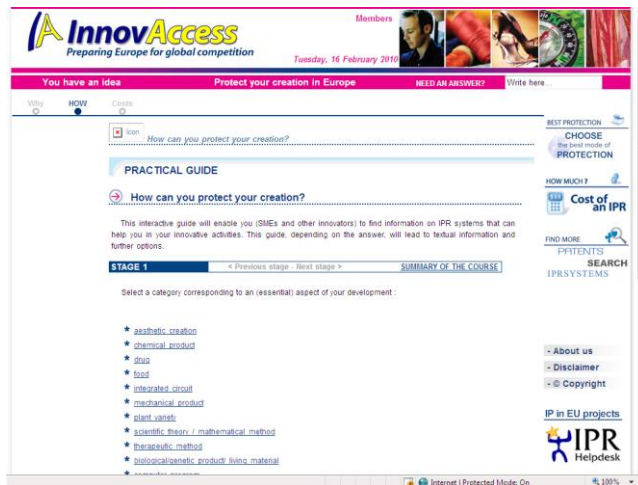 InnovAccess
Preparing Europe for global competition
Members
Tuesday, 16 February 2010
You have an idea
Protect your creation in Europe
NEED AN ANSWER?
Write here...
Why
HOW
Costs
Icon
How can you protect your creation?
PRACTICAL GUIDE
How can you protect your creation?
This interactive guide will enable you (SMEs and other innovators) to find information on IPR systems that can
help you in your innovative activities. This guide, depending on the answer, will lead to textual information and
further options.
STAGE 1
< Previous stage - Next stage >
SUMMARY OF THE COURSE
Select a category corresponding to an (essential) aspect of your development :
* aesthetic creation
* chemical product
* drug
* food
* integrated circuit
* mechanical product
* plant variety
* scientific theory / mathematical method
* therapeutic method
* biological/genetic product/ living material
* computer program
BEST PROTECTION
CHOOSE
the best mode of
PROTECTION
HOW MUCH ?
Cost of
an IPR
FIND MORE
PATENTS
SEARCH
IPRSYSTEMS
- About us
- Disclaimer
- © Copyright
IP in EU projects
IPR
Helpdesk
Internet | Protected Mode: On
100%